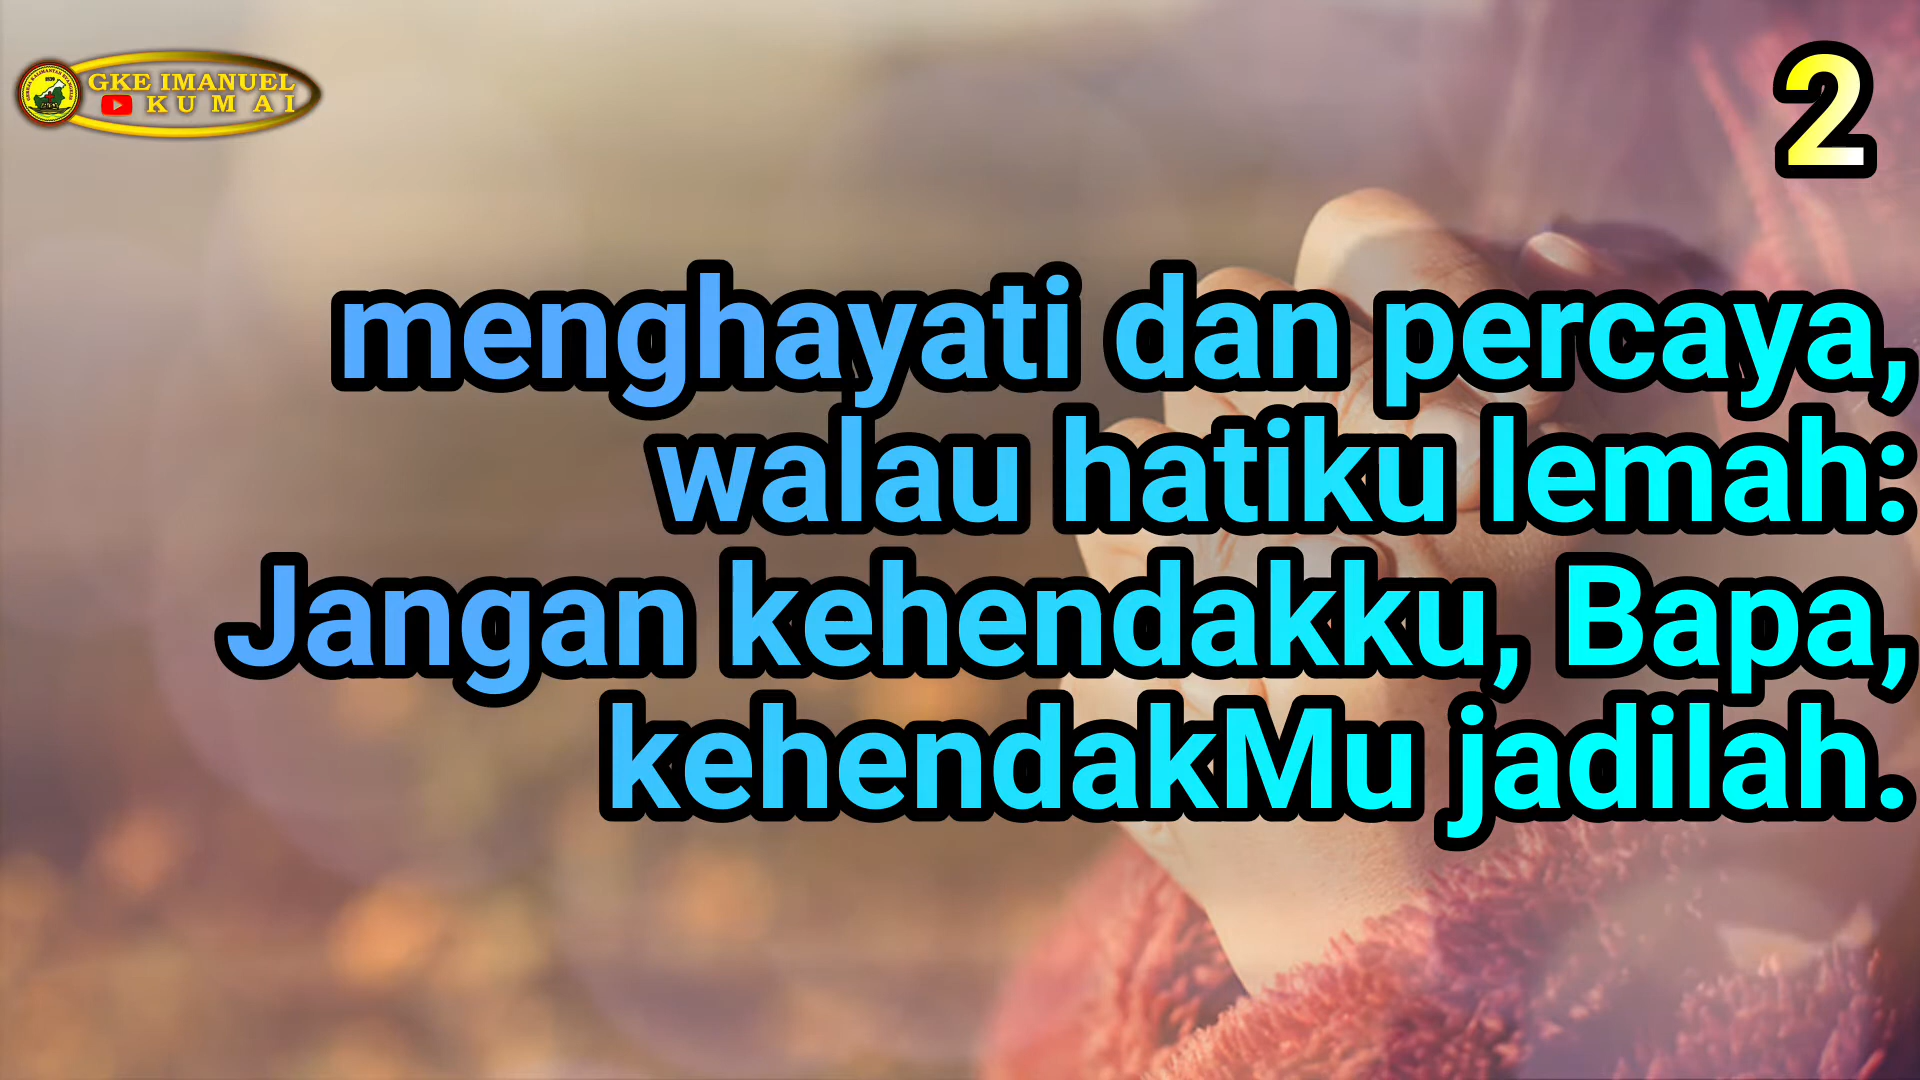 GKE IMANUEL
KUMAI
2
menghayati dan percaya,
walau hatiku lemah:
Jangan kehendakku, Bapa,
kehendakMu jadilah.